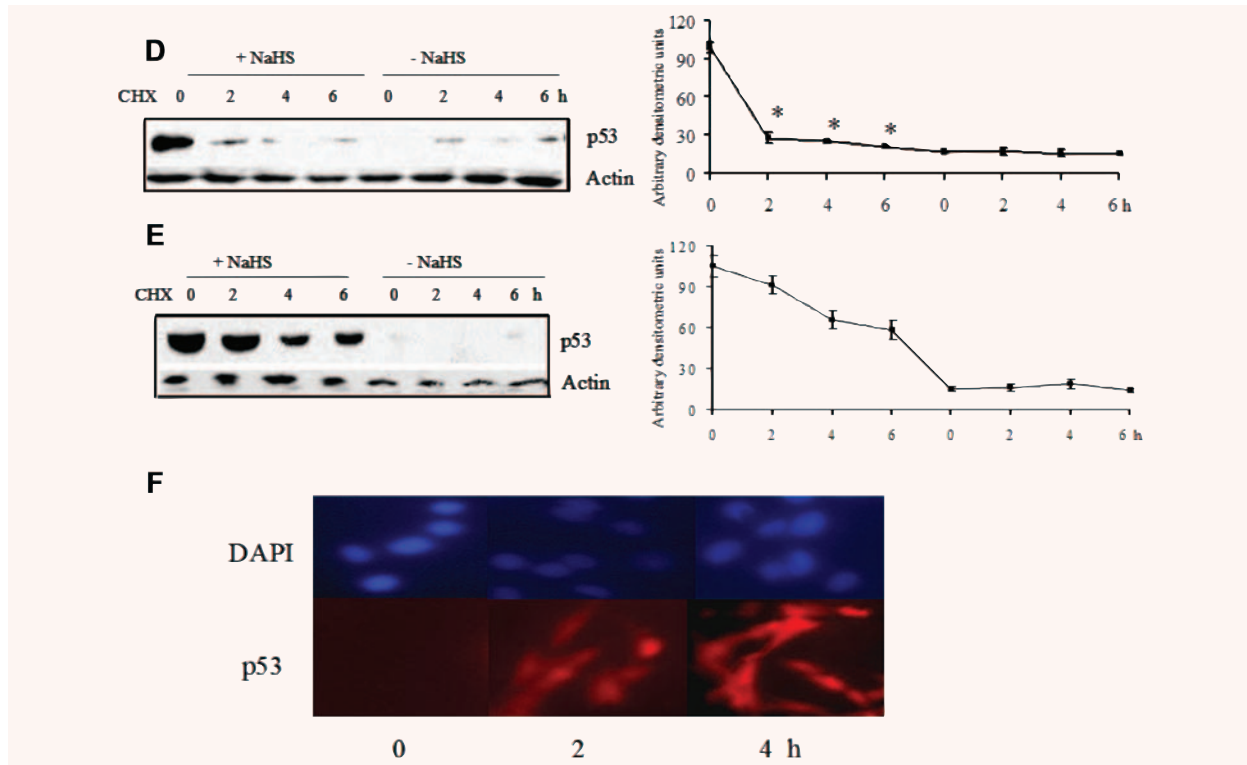 D
+ NaHS - NaHS
CHX 0 2 4 6 0 2 4 6 h
p53
Actin
Arbitrary densitometric units
120
90
60
30
0
* * *
0 2 4 6 0 2 4 6 h
E
+ NaHS - NaHS
CHX 0 2 4 6 0 2 4 6 h
p53
Actin
Arbitrary densitometric units
120
90
60
30
0
0 2 4 6 0 2 4 6 h
F
DAPI
p53
0 2 4 h